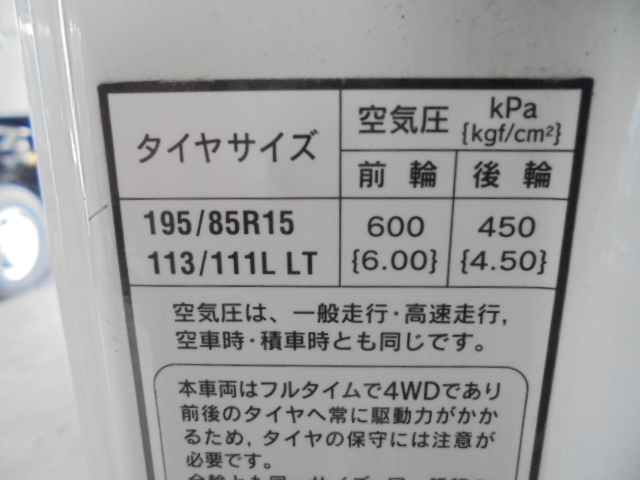 タイヤサイズ
空気圧 kPa
{kgf/cm²}
前輪 後輪
195/85R15 600 450
113/111L LT {6.00} {4.50}
空気圧は、一般走行・高速走行,
空車時・積車時とも同じです。
本車両はフルタイムで4WDであり
前後のタイヤへ常に駆動力がかか
るため,タイヤの保守には注意が
必要です。